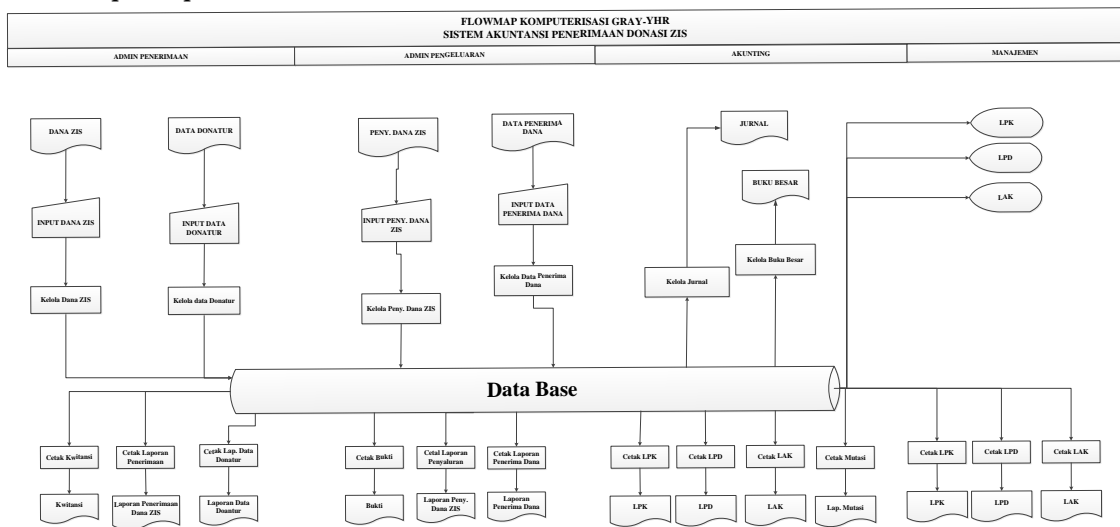 FLOWMAP KOMPUTERISASI GRAY-YHR
SISTEM AKUNTANSI PENERIMAAN DONASI ZIS
ADMIN PENERIMAAN
ADMIN PENGELUARAN
AKUNTING
MANAJEMEN
DANA ZIS
DATA DONATUR
PENY. DANA ZIS
DATA PENERIMA
DANA
JURNAL
LPK
LPD
BUKU BESAR
LAK
INPUT DANA ZIS
INPUT DATA
DONATUR
INPUT PENY. DANA
ZIS
INPUT DATA
PENERIMA DANA
Kelola Buku Besar
Kelola Data Penerima
Dana
Kelola Jurnal
Kelola Dana ZIS
Kelola data Donatur
Kelola Peny. Dana ZIS
Data Base
Cetak Kwitansi
Cetak Laporan
Penerimaan
Cetak Lap. Data
Donatur
Cetak Bukti
Cetal Laporan
Penyaluran
Cetak Laporan
Penerima Dana
Cetak LPK
Cetak LPD
Cetak LAK
Cetak Mutasi
Cetak LPK
Cetak LPD
Cetak LAK
Kwitansi
Laporan Penerimaan
Dana ZIS
Laporan Data
Doantur
Bukti
Laporan Peny.
Dana ZIS
Laporan
Penerima Dana
LPK
LPD
LAK
Lap. Mutasi
LPK
LPD
LAK